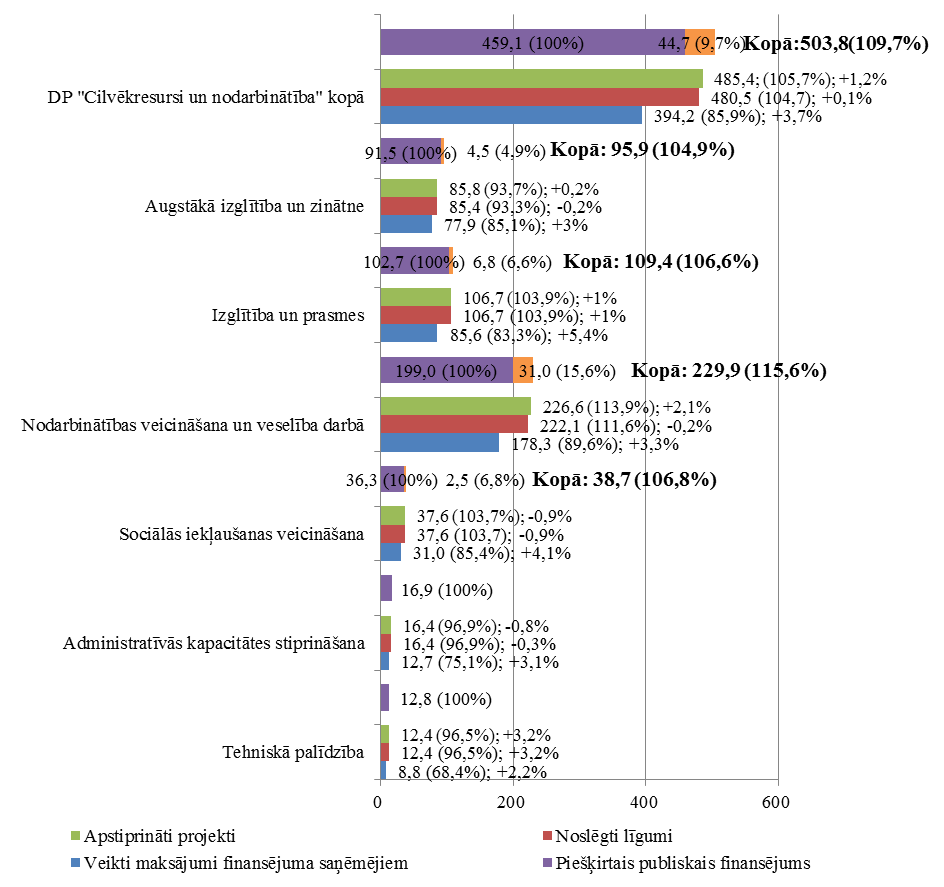 459,1 (100%) 44,7 (9,7%) Kopā:503,8(109,7%)
485,4; (105,7%) +1,2%
DP "Cilvēkresursi un nodarbinātība" kopā
480,5 (104,7); +0,1%
394,2 (85,9%); +3,7%
91,5 (100%) 4,5 (4,9%) Kopā: 95,9 (104,9%)
85,8 (93,7%); +0,2%
Augstākā izglītība un zinātne
85,4 (93,3%); -0,2%
77,9 (85,1%); +3%
102,7 (100%) 6,8 (6,6%) Kopā: 109,4 (106,6%)
106,7 (103,9%); +1%
Izglītība un prasmes
106,7 (103,9%); +1%
85,6 (83,3%); +5,4%
199,0 (100%) 31,0 (15,6%) Kopā: 229,9 (115,6%)
226,6 (113,9%); +2,1%
Nodarbinātības veicināšana un veselība darbā
222,1 (111,6%); -0,2%
178,3 (89,6%); +3,3%
36,3 (100%) 2,5 (6,8%) Kopā: 38,7 (106,8%)
37,6 (103,7%); -0,9%
Sociālās iekļaušanas veicināšana
37,6 (103,7); -0,9%
31,0 (85,4%); +4,1%
16,9 (100%)
16,4 (96,9%); -0,8%
Administratīvās kapacitātes stiprināšana
16,4 (96,9%); -0,3%
12,7 (75,1%); +3,1%
12,8 (100%)
12,4 (96,5%); +3,2%
Tehniskā palīdzība
12,4 (96,5%); +3,2%
8,8 (68,4%); +2,2%
0 200 400 600
Apstiprināti projekti Noslēgti līgumi
Veikti maksājumi finansējuma saņēmējiem Piešķirtais publiskais finansējums